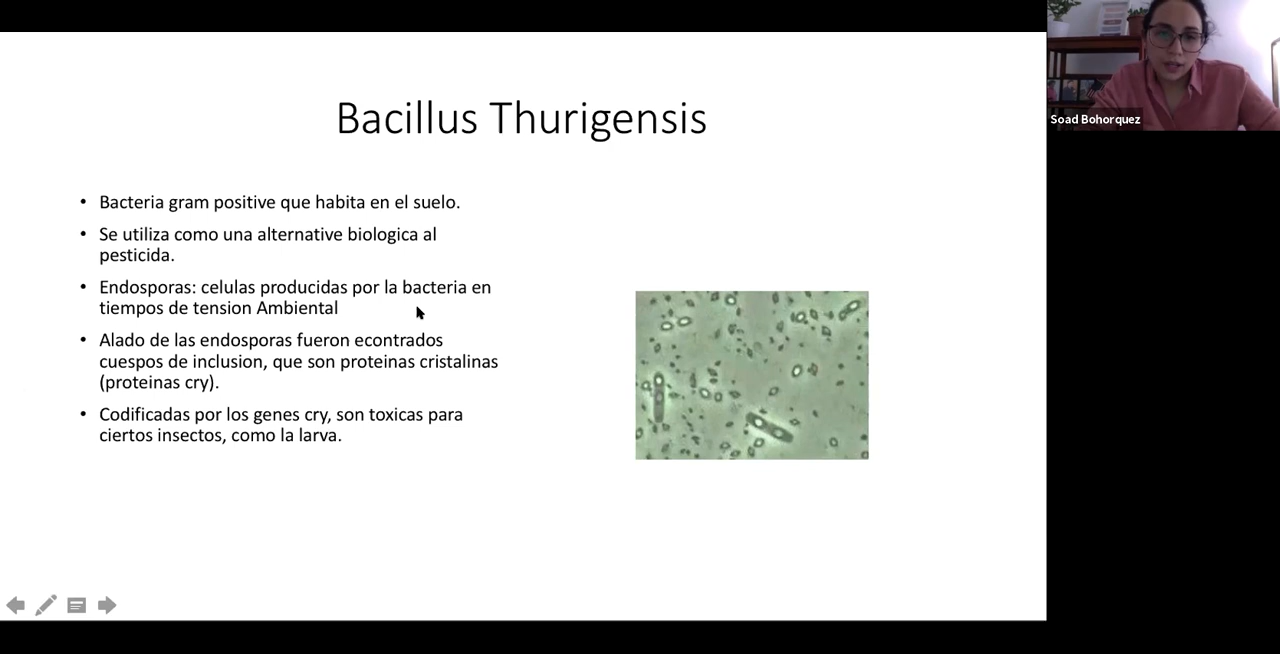 Bacillus Thurigensis
• Bacteria gram positive que habita en el suelo.
• Se utiliza como una alternative biologica al
pesticida.
• Endosporas: celulas producidas por la bacteria en
tiempos de tension Ambiental
• Alado de las endosporas fueron econtrados
cuespos de inclusion, que son proteinas cristalinas
(proteinas cry).
• Codificadas por los genes cry, son toxicas para
ciertos insectos, como la larva.
Soad Bohorquez